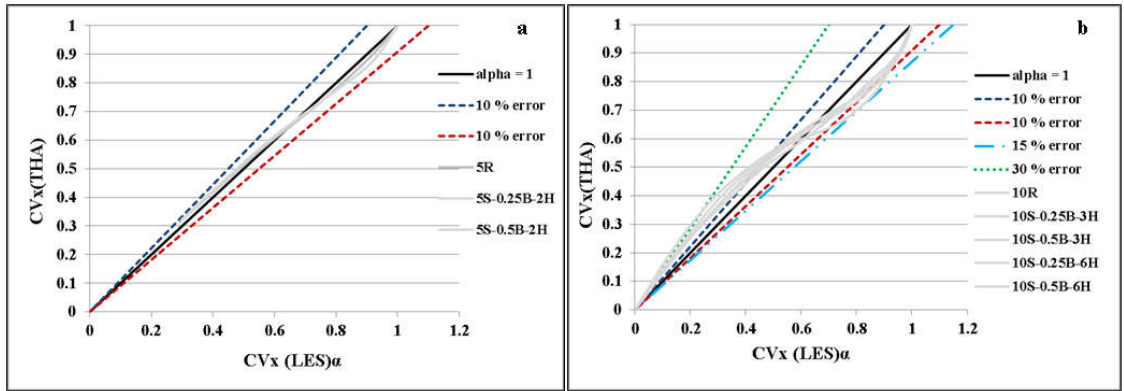 a
1
0.9
0.8
0.7
0.6
0.5
0.4
0.3
0.2
0.1
0
CVx(THA)
0
0.2
0.4
0.6
0.8
1
1.2
CVx (LES)α
alpha = 1
10 % error
10 % error
5R
5S-0.25B-2H
5S-0.5B-2H
b
1
0.9
0.8
0.7
0.6
0.5
0.4
0.3
0.2
0.1
0
CVx(THA)
0
0.2
0.4
0.6
0.8
1
1.2
CVx (LES)α
alpha = 1
10 % error
10 % error
15 % error
30 % error
10R
10S-0.25B-3H
10S-0.5B-3H
10S-0.25B-6H
10S-0.5B-6H